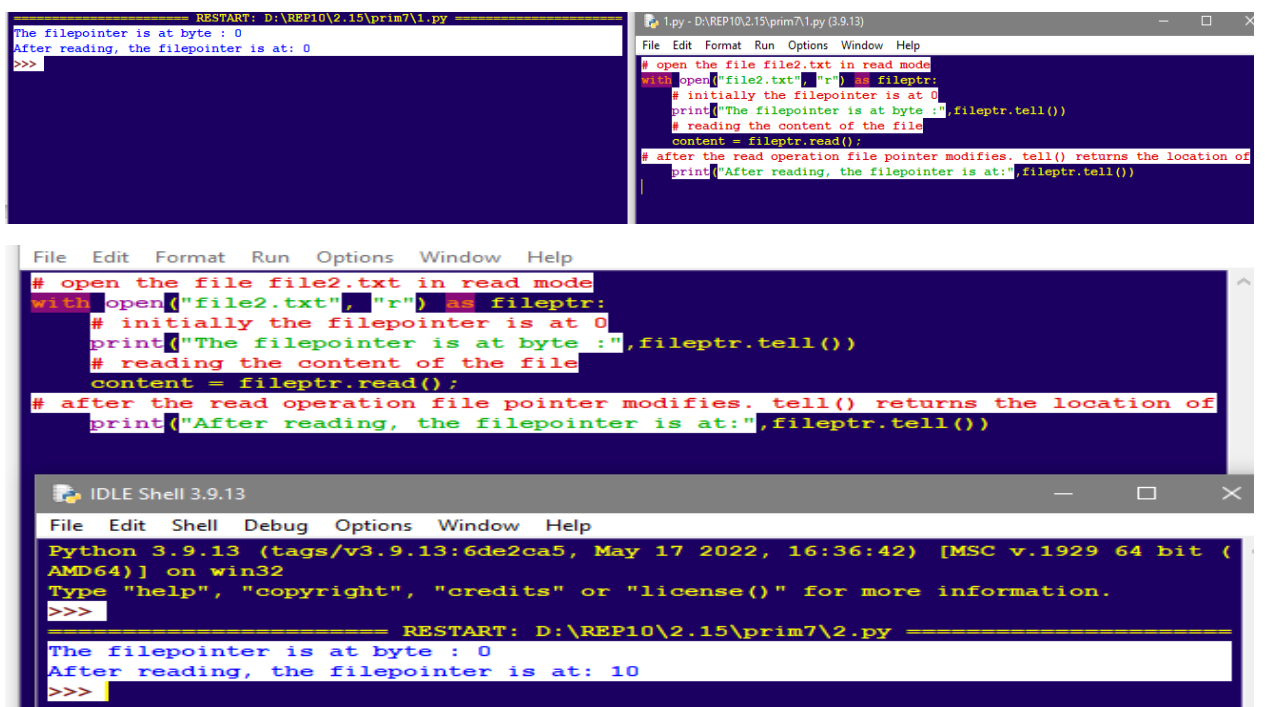 ======================= RESTART: D:\REP10\2.15\prim7\1.py ======================
The filepointer is at byte : 0
After reading, the filepointer is at: 0
>>>
1.py - D:\REP10\2.15\prim7\1.py (3.9.13)
File Edit Format Run Options Window Help
# open the file file2.txt in read mode
with open("file2.txt", "r") as fileptr:
    # initially the filepointer is at 0
    print("The filepointer is at byte :",fileptr.tell())
    # reading the content of the file
    content = fileptr.read();
# after the read operation file pointer modifies. tell() returns the location of
    print("After reading, the filepointer is at:",fileptr.tell())
File Edit Format Run Options Window Help
# open the file file2.txt in read mode
with open("file2.txt", "r") as fileptr:
    # initially the filepointer is at 0
    print("The filepointer is at byte :",fileptr.tell())
    # reading the content of the file
    content = fileptr.read();
# after the read operation file pointer modifies. tell() returns the location of
    print("After reading, the filepointer is at:",fileptr.tell())
IDLE Shell 3.9.13
File Edit Shell Debug Options Window Help
Python 3.9.13 (tags/v3.9.13:6de2ca5, May 17 2022, 16:36:42) [MSC v.1929 64 bit (
AMD64)] on win32
Type "help", "copyright", "credits" or "license()" for more information.
>>>
======================= RESTART: D:\REP10\2.15\prim7\2.py ======================
The filepointer is at byte : 0
After reading, the filepointer is at: 10
>>>